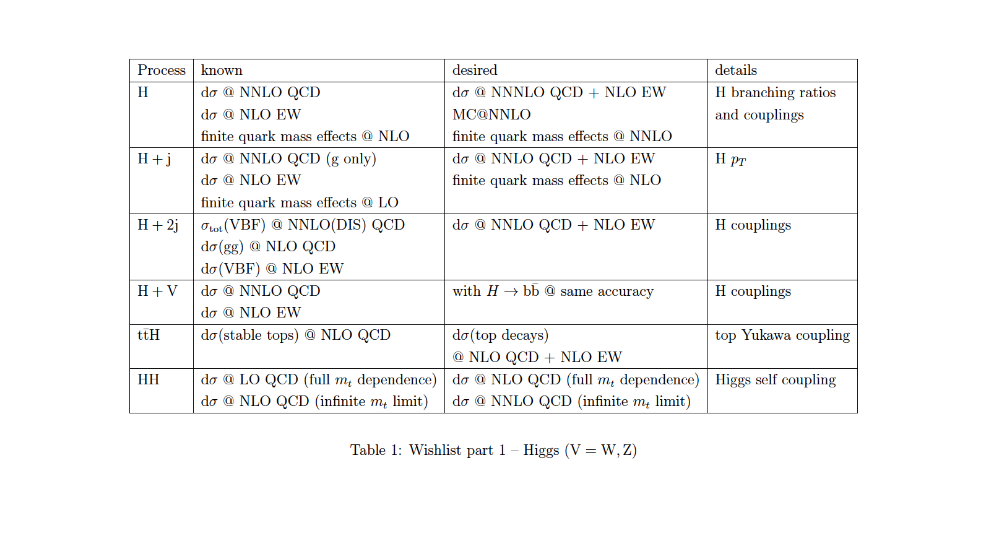 Process known desired details
H dσ @ NNLO QCD dσ @ NNNLO QCD + NLO EW H branching ratios
dσ @ NLO EW MC@NNLO and couplings
finite quark mass effects @ NLO finite quark mass effects @ NNLO
H + j dσ @ NNLO QCD (g only) dσ @ NNLO QCD + NLO EW H p_T
dσ @ NLO EW finite quark mass effects @ NLO
finite quark mass effects @ LO
H + 2j σ_tot(VBF) @ NNLO(DIS) QCD dσ @ NNLO QCD + NLO EW H couplings
dσ(gg) @ NLO QCD
dσ(VBF) @ NLO EW
H + V dσ @ NNLO QCD with H → bb̄ @ same accuracy H couplings
dσ @ NLO EW
tt̄H dσ(stable tops) @ NLO QCD dσ(top decays) top Yukawa coupling
@ NLO QCD + NLO EW
HH dσ @ LO QCD (full m_t dependence) dσ @ NLO QCD (full m_t dependence) Higgs self coupling
dσ @ NLO QCD (infinite m_t limit) dσ @ NNLO QCD (infinite m_t limit)
Table 1: Wishlist part 1 – Higgs (V = W, Z)